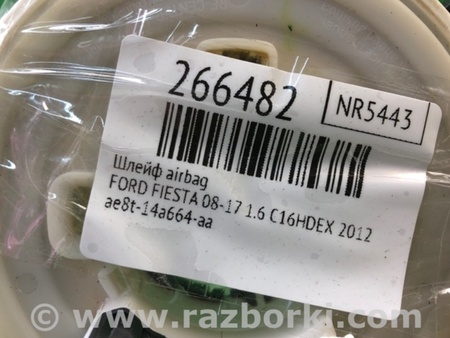 266482
NR5443
Шлейф airbag
FORD FIESTA 08-17 1.6 C16HDEX 2012
ae8t-14a664-aa
© www.razborki.com